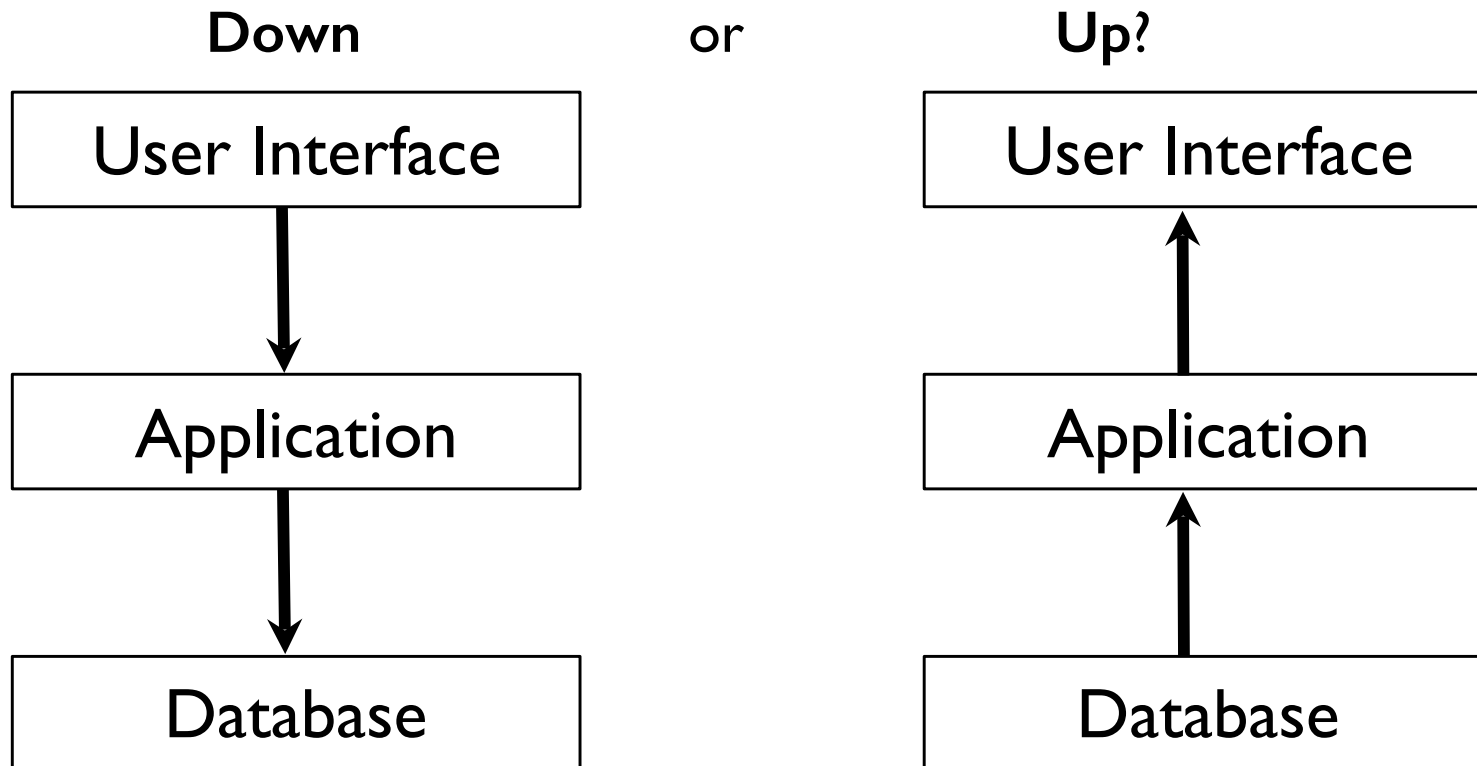 Down or Up?
User Interface User Interface
Application Application
Database Database